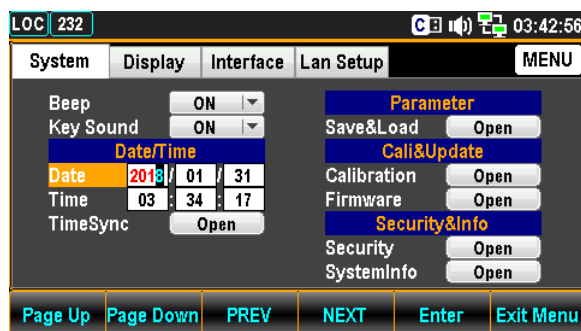 LOC 232 C 03:42:56
System Display Interface Lan Setup MENU
Beep ON
Key Sound ON
Date/Time
Date 2018 / 01 / 31
Time 03 : 34 : 17
TimeSync Open
Parameter
Save&Load Open
Cali&Update
Calibration Open
Firmware Open
Security&Info
Security Open
SystemInfo Open
Page Up Page Down PREV NEXT Enter Exit Menu